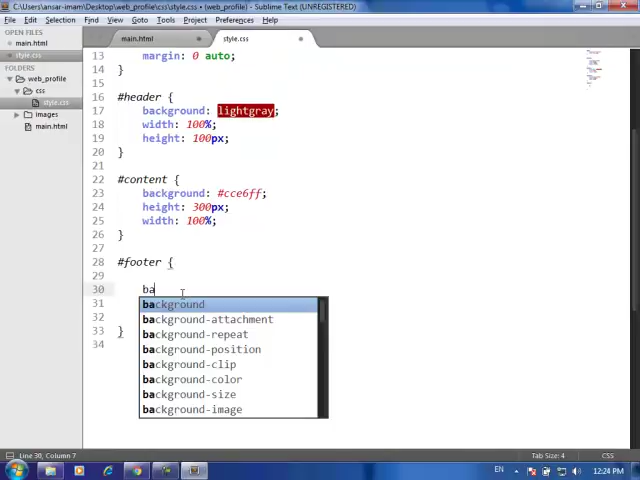 C:\Users\ansar-imam\Desktop\web_profile\css\style.css • (web_profile) - Sublime Text (UNREGISTERED)
File Edit Selection Find View Goto Tools Project Preferences Help
OPEN FILES
main.html
style.css
FOLDERS
web_profile
css
style.css
images
main.html
main.html
style.css
13 margin: 0 auto;
14 }
15
16 #header {
17 background: lightgray;
18 width: 100%;
19 height: 100px;
20 }
21
22 #content {
23 background: #cce6ff;
24 height: 300px;
25 width: 100%;
26 }
27
28 #footer {
29
30 ba
31
32
33 }
34
background
background-attachment
background-repeat
background-position
background-clip
background-color
background-size
background-image
Line 30, Column 7
Tab Size: 4
CSS
EN
12:24 PM